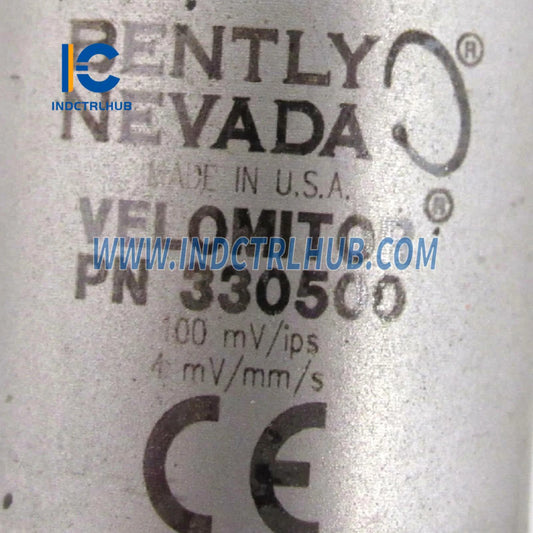 BENTLY ®
NEVADA
INDCTRLHUB
MADE IN U.S.A.
VELOMITOR ®
WWW.INDCTRLHUB.COM
PN 330500
100 mV/ips
4 mV/mm/s
CE